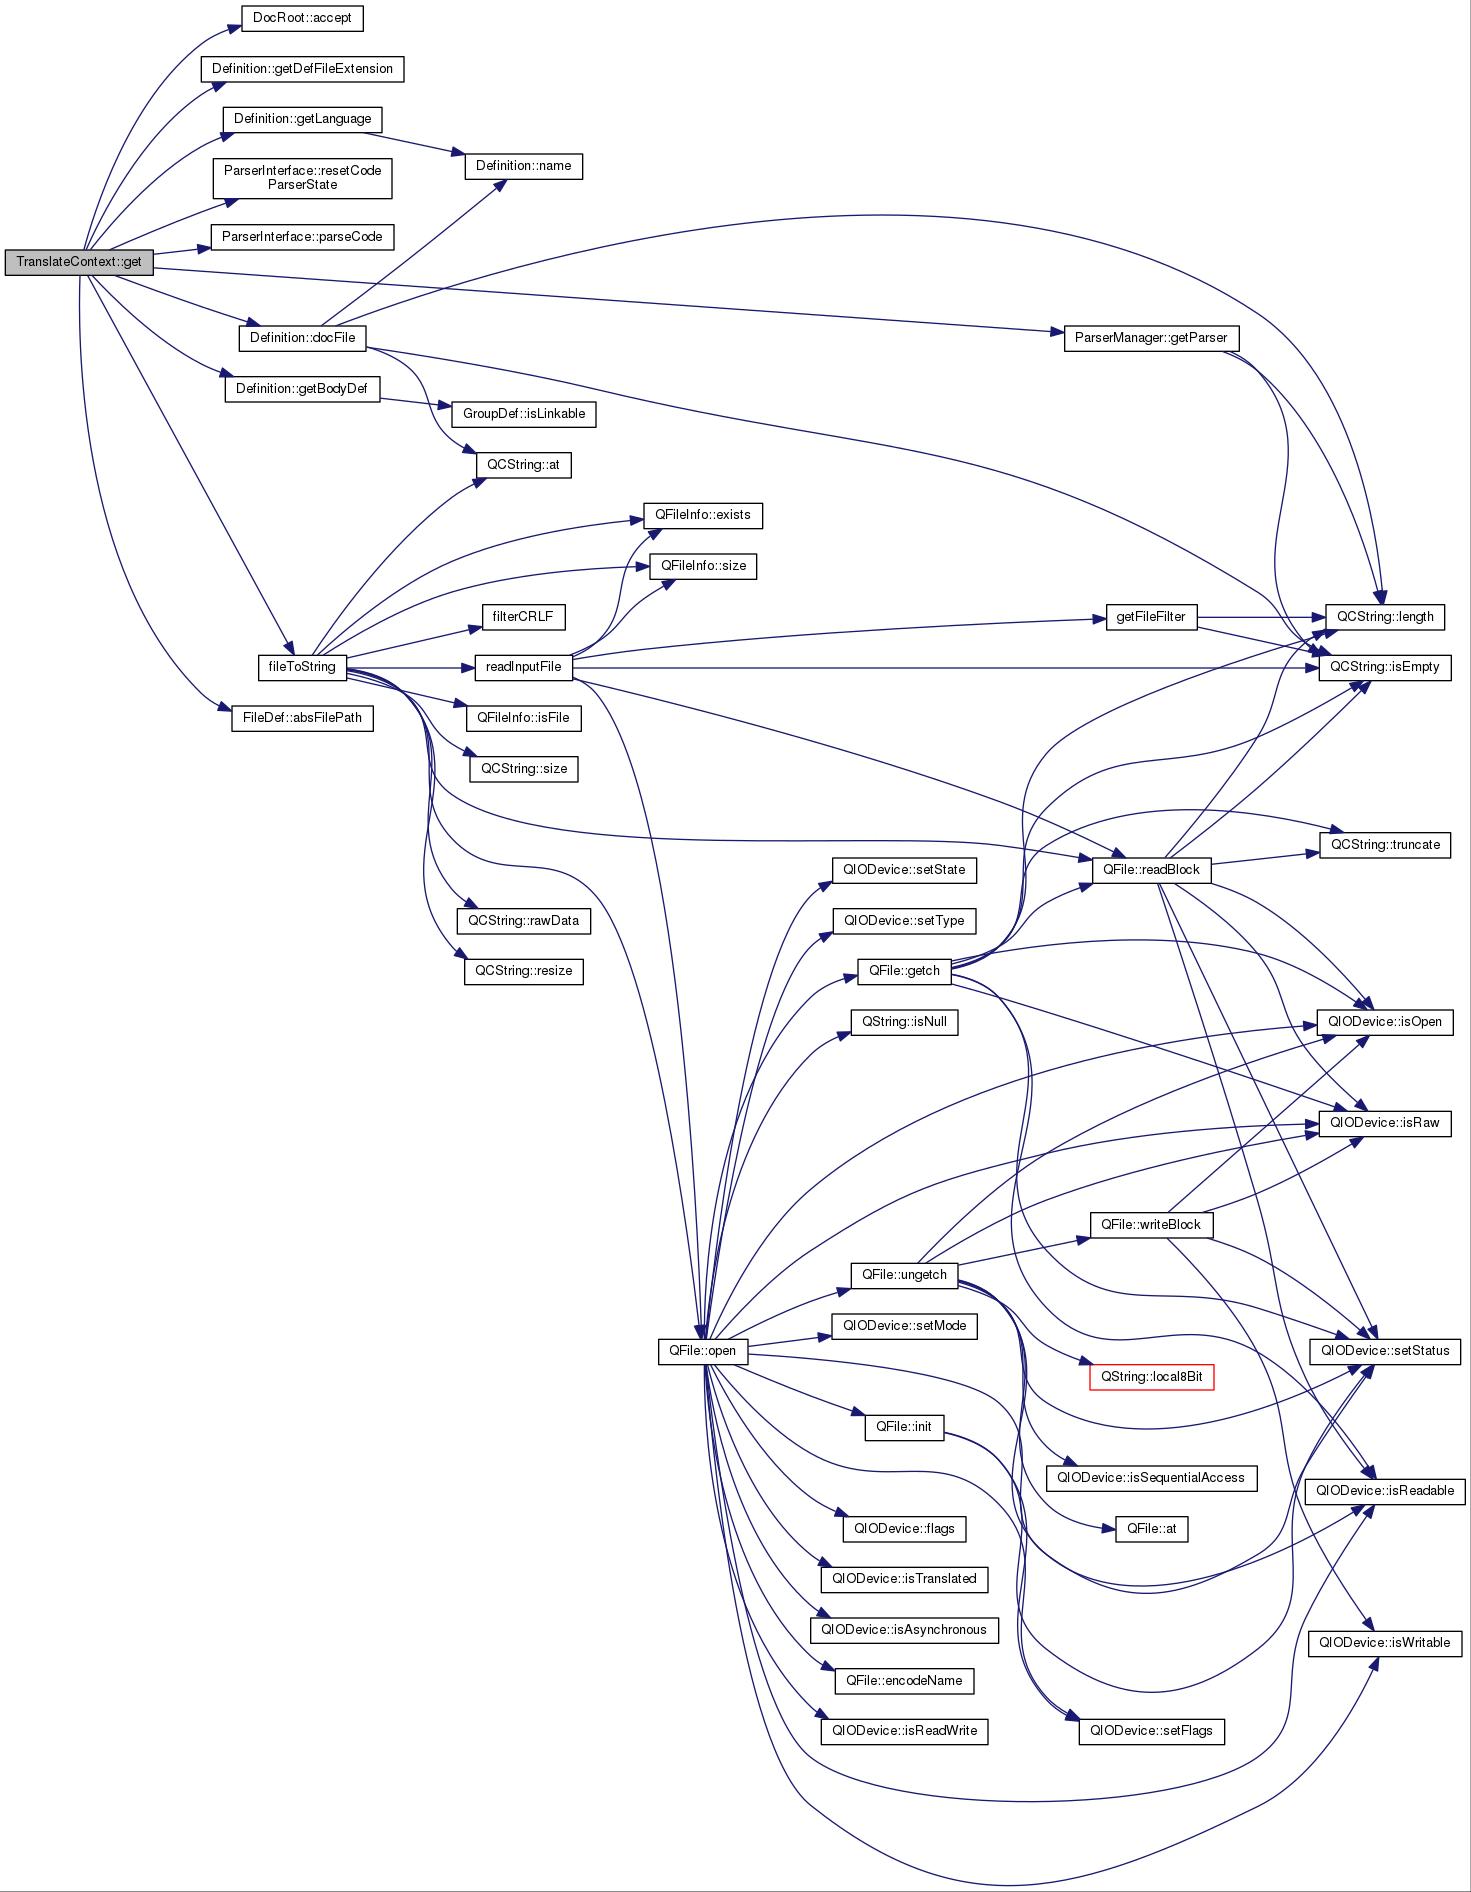 DocRoot::accept
Definition::getDefFileExtension
Definition::getLanguage
Definition::name
ParserInterface::resetCode
ParserState
ParserInterface::parseCode
TranslateContext::get
Definition::docFile
ParserManager::getParser
Definition::getBodyDef
GroupDef::isLinkable
QCString::at
QFileInfo::exists
QFileInfo::size
filterCRLF
getFileFilter
QCString::length
fileToString
readInputFile
QCString::isEmpty
FileDef::absFilePath
QFileInfo::isFile
QCString::size
QCString::truncate
QIODevice::setState
QFile::readBlock
QCString::rawData
QIODevice::setType
QCString::resize
QFile::getch
QString::isNull
QIODevice::isOpen
QIODevice::isRaw
QFile::writeBlock
QFile::ungetch
QIODevice::setMode
QFile::open
QIODevice::setStatus
QString::local8Bit
QFile::init
QIODevice::isSequentialAccess
QIODevice::isReadable
QIODevice::flags
QFile::at
QIODevice::isTranslated
QIODevice::isAsynchronous
QIODevice::isWritable
QFile::encodeName
QIODevice::isReadWrite
QIODevice::setFlags